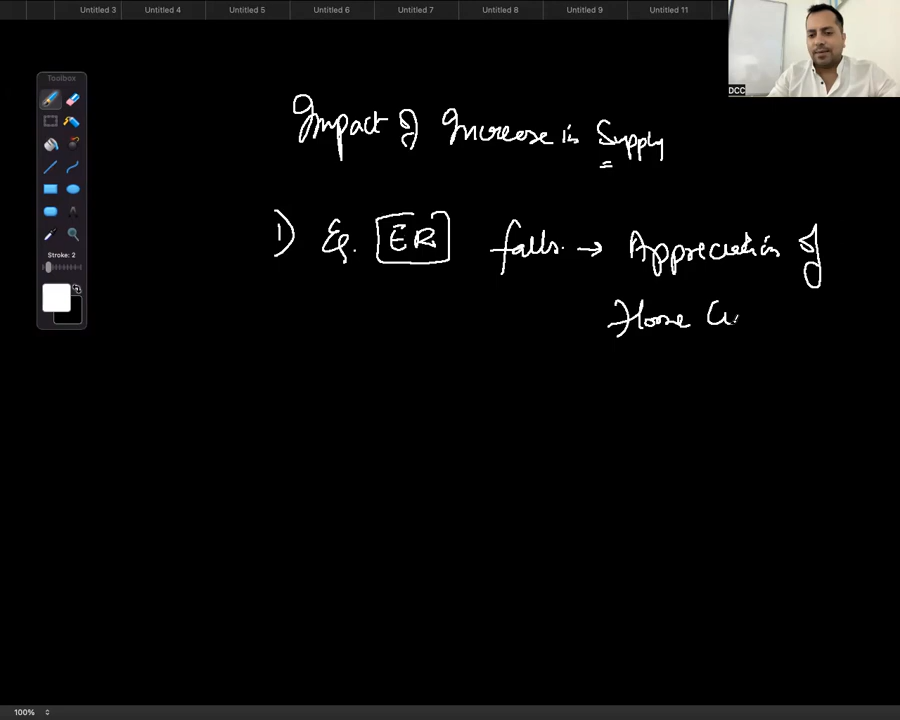 Untitled 3 Untitled 4 Untitled 5 Untitled 6 Untitled 7 Untitled 8 Untitled 9 Untitled 11
DCC
Toolbox
Impact of Increase in Supply
1) Eq. ER falls. → Appreciation of
Home Cu
Stroke: 2
100%